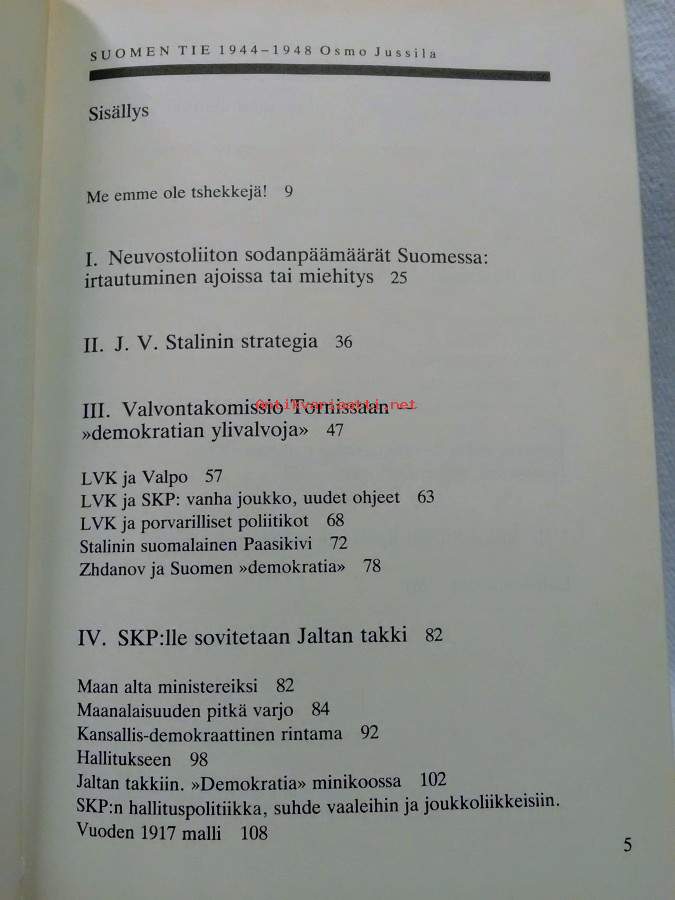 SUOMEN TIE 1944–1948 Osmo Jussila
Sisällys
Me emme ole tshekkejä! 9
I. Neuvostoliiton sodanpäämäärät Suomessa:
irtautuminen ajoissa tai miehitys 25
II. J. V. Stalinin strategia 36
Antikvariaatti.net
III. Valvontakomissio Tornissaan —
»demokratian ylivalvoja» 47
LVK ja Valpo 57
LVK ja SKP: vanha joukko, uudet ohjeet 63
LVK ja porvarilliset poliitikot 68
Stalinin suomalainen Paasikivi 72
Zhdanov ja Suomen »demokratia» 78
IV. SKP:lle sovitetaan Jaltan takki 82
Maan alta ministereiksi 82
Maanalaisuuden pitkä varjo 84
Kansallis-demokraattinen rintama 92
Hallitukseen 98
Jaltan takkiin. »Demokratia» minikoossa 102
SKP:n hallituspolitiikka, suhde vaaleihin ja joukkoliikkeisiin.
Vuoden 1917 malli 108
5